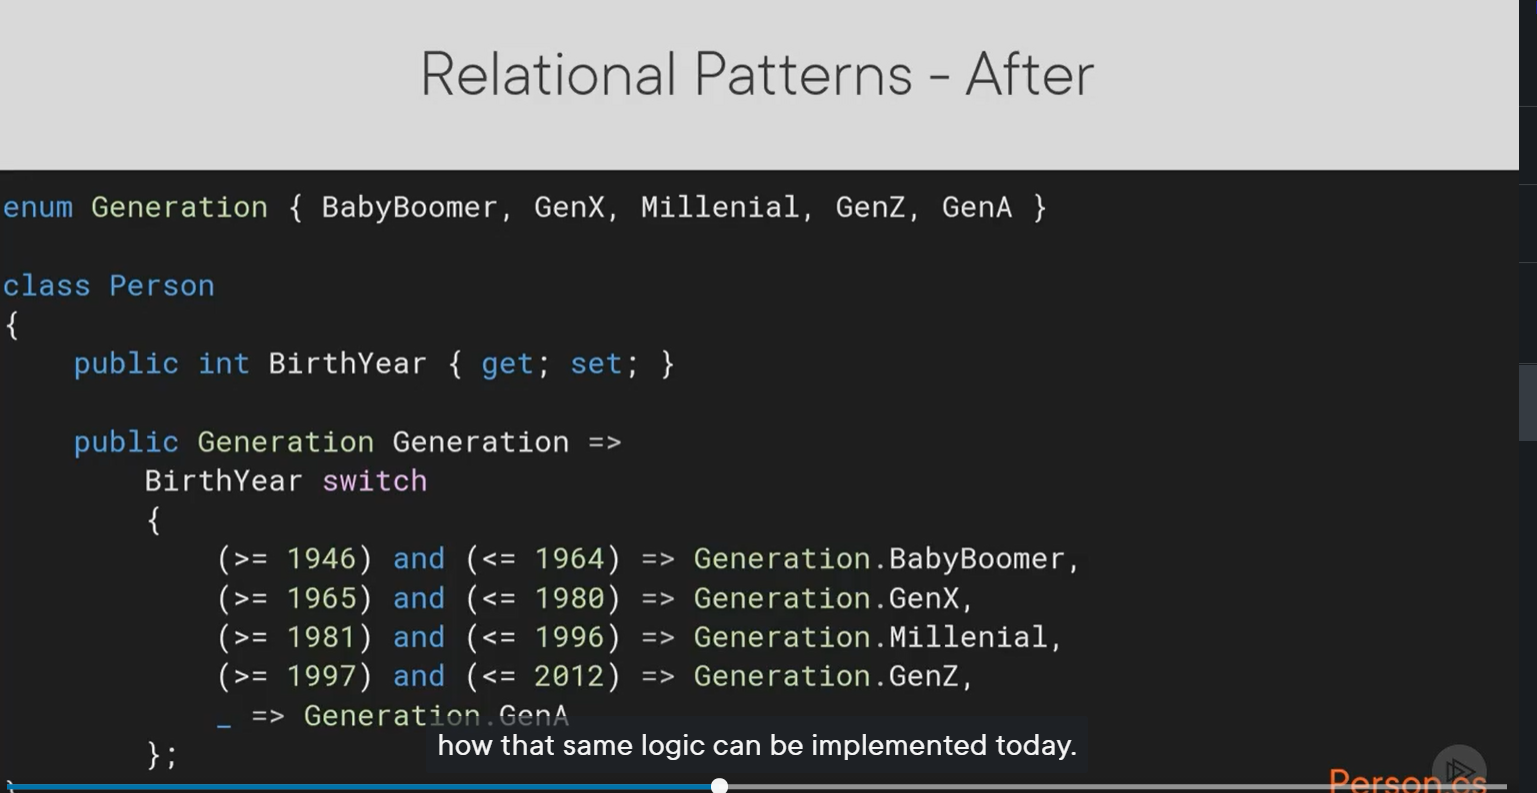 Relational Patterns - After
enum Generation { BabyBoomer, GenX, Millenial, GenZ, GenA }
class Person
{
public int BirthYear { get; set; }
public Generation Generation =>
BirthYear switch
{
(>= 1946) and (<= 1964) => Generation.BabyBoomer,
(>= 1965) and (<= 1980) => Generation.GenX,
(>= 1981) and (<= 1996) => Generation.Millenial,
(>= 1997) and (<= 2012) => Generation.GenZ,
_ => Generation.GenA
how that same logic can be implemented today.
};
}
Person.cs